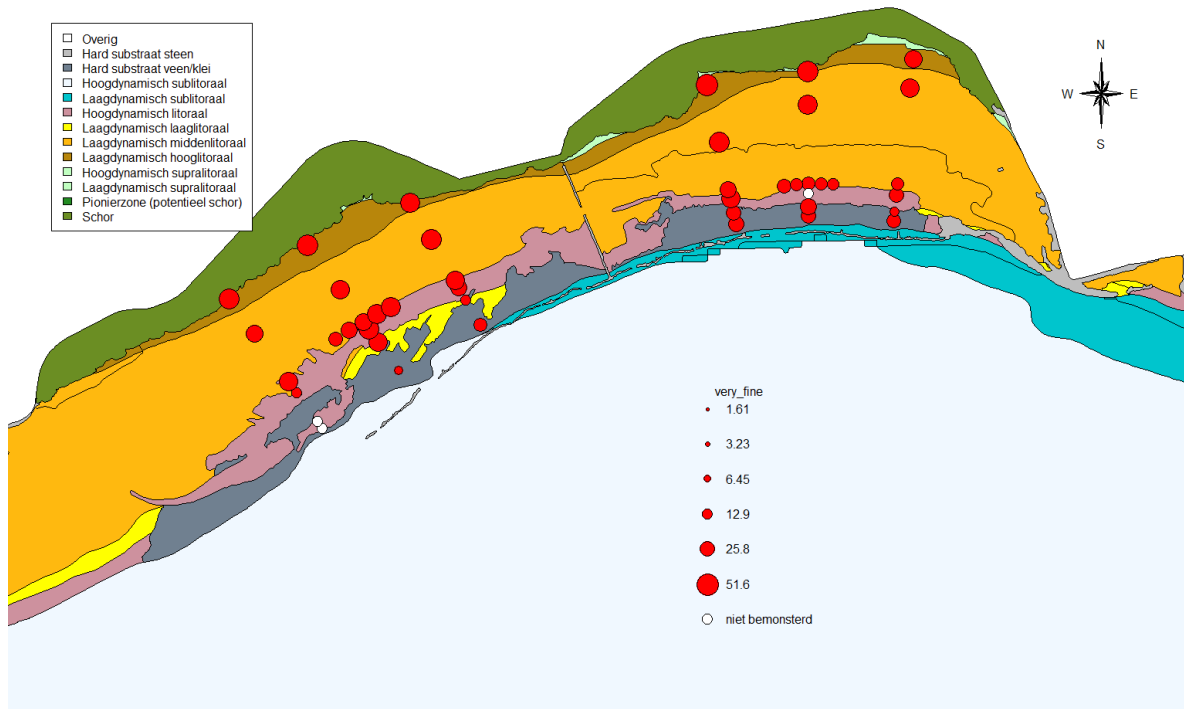 Overig
Hard substraat steen
Hard substraat veen/klei
Hoogdynamisch sublitoraal
Laagdynamisch sublitoraal
Hoogdynamisch litoraal
Laagdynamisch laaglitoraal
Laagdynamisch middenlitoraal
Laagdynamisch hooglitoraal
Hoogdynamisch supralitoraal
Laagdynamisch supralitoraal
Pionierzone (potentieel schor)
Schor
N
W E
S
very_fine
1.61
3.23
6.45
12.9
25.8
51.6
niet bemonsterd